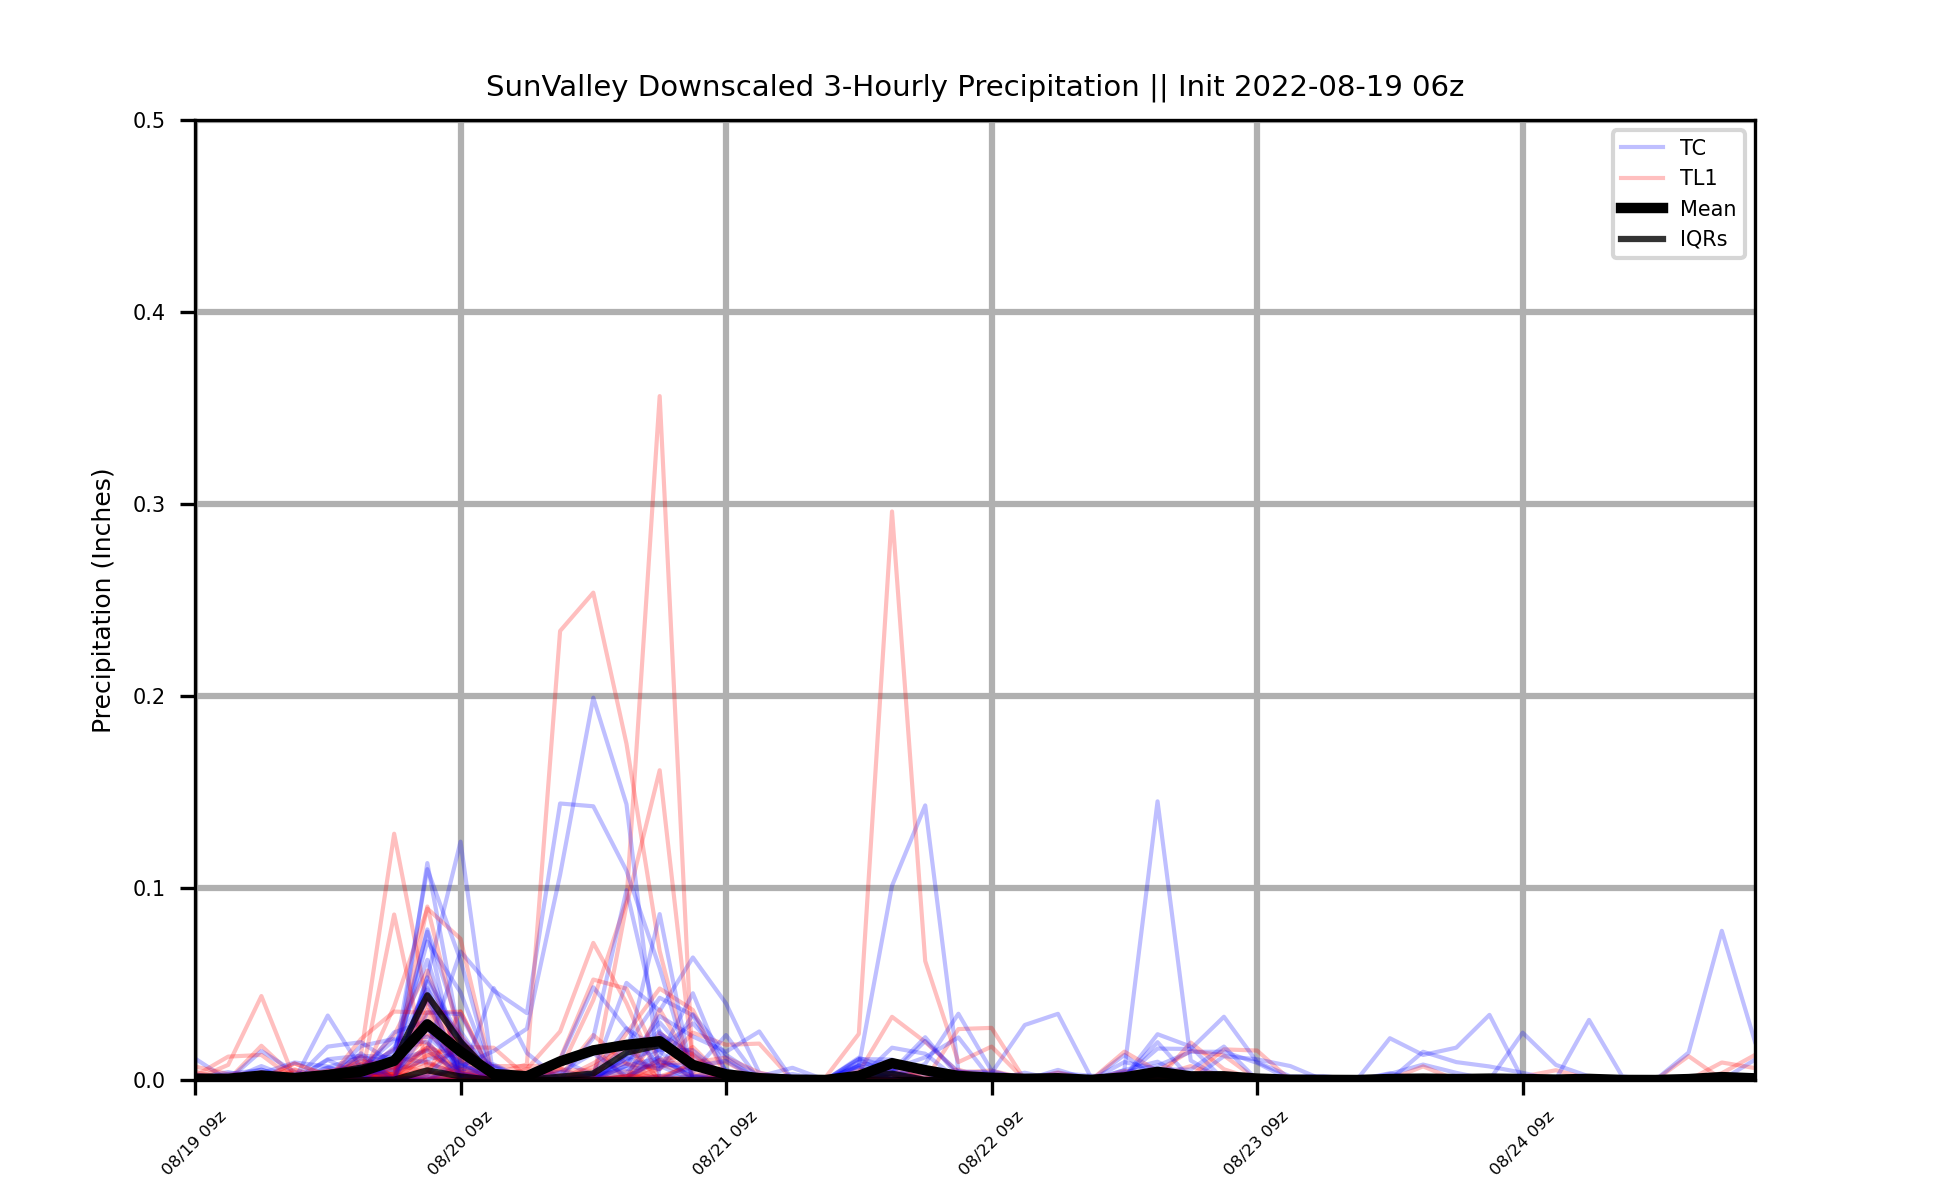 SunValley Downscaled 3-Hourly Precipitation || Init 2022-08-19 06z
TC
TL1
Mean
IQRs
Precipitation (Inches)
0.5
0.4
0.3
0.2
0.1
0.0
08/19 09z
08/20 09z
08/21 09z
08/22 09z
08/23 09z
08/24 09z